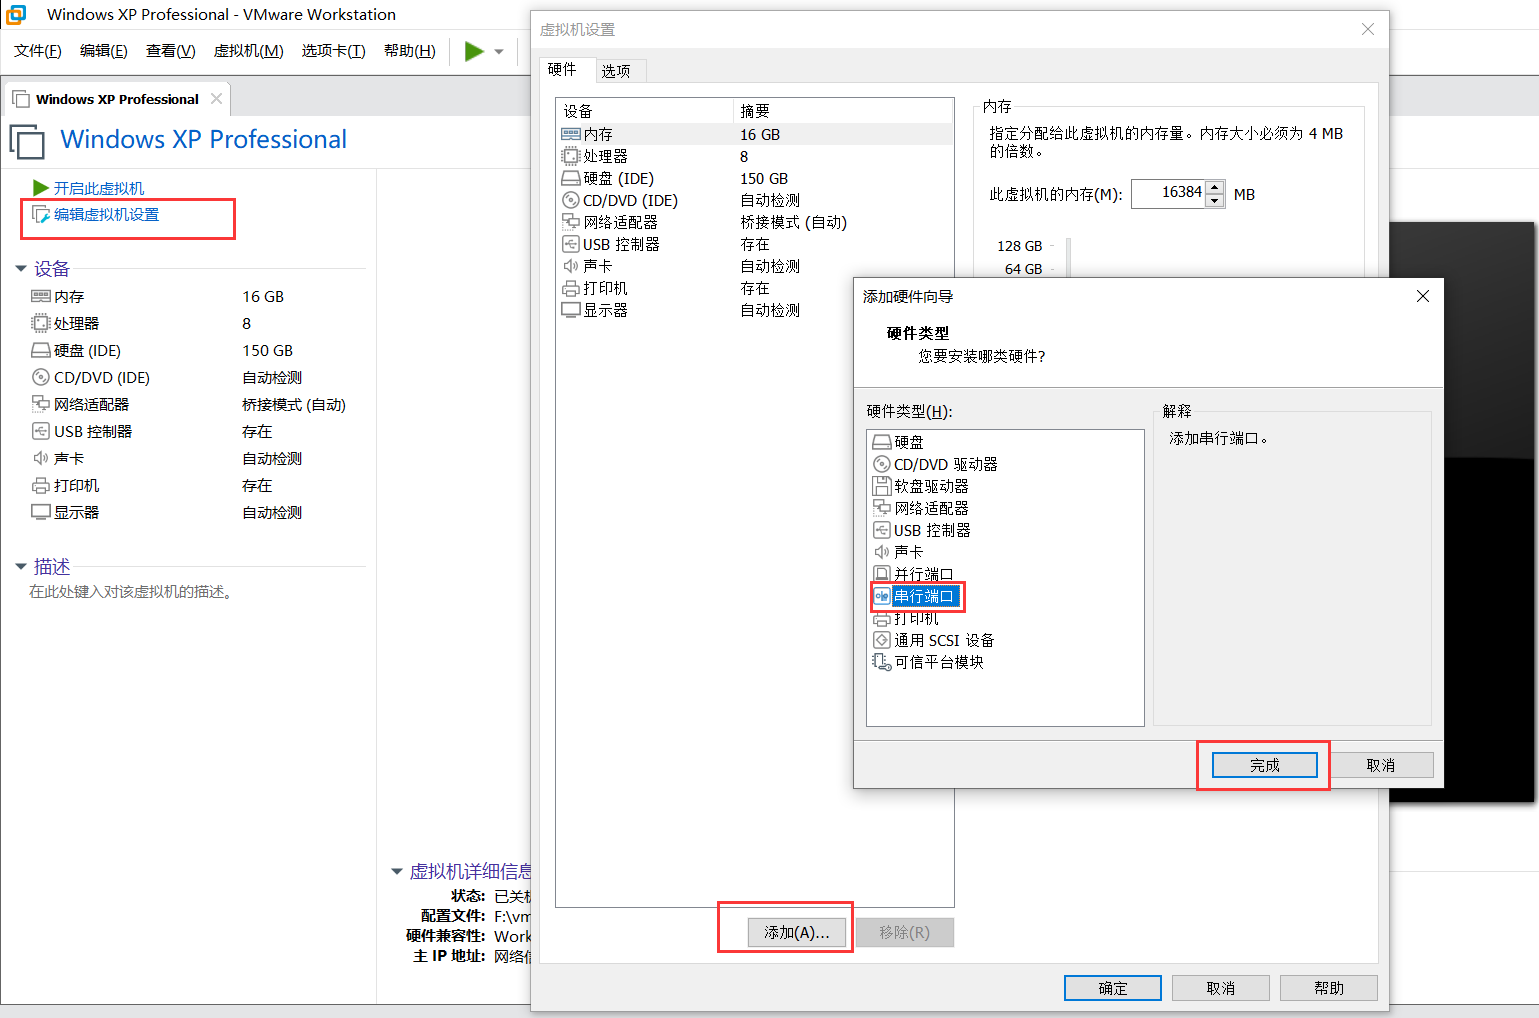 Windows XP Professional - VMware Workstation
文件(F) 编辑(E) 查看(V) 虚拟机(M) 选项卡(T) 帮助(H)
Windows XP Professional
Windows XP Professional
开启此虚拟机
编辑虚拟机设置
设备
内存 16 GB
处理器 8
硬盘 (IDE) 150 GB
CD/DVD (IDE) 自动检测
网络适配器 桥接模式 (自动)
USB 控制器 存在
声卡 自动检测
打印机 存在
显示器 自动检测
描述
在此处键入对该虚拟机的描述。
虚拟机详细信息
状态: 已关机
配置文件: F:\vm
硬件兼容性: Work
主 IP 地址: 网络信
虚拟机设置
硬件 选项
设备 摘要
内存 16 GB
处理器 8
硬盘 (IDE) 150 GB
CD/DVD (IDE) 自动检测
网络适配器 桥接模式 (自动)
USB 控制器 存在
声卡 自动检测
打印机 存在
显示器 自动检测
添加(A)... 移除(R)
内存
指定分配给此虚拟机的内存量。内存大小必须为 4 MB
的倍数。
此虚拟机的内存(M): 16384 MB
128 GB
64 GB
确定 取消 帮助
添加硬件向导
硬件类型
您要安装哪类硬件?
硬件类型(H):
硬盘
CD/DVD 驱动器
软盘驱动器
网络适配器
USB 控制器
声卡
并行端口
串行端口
打印机
通用 SCSI 设备
可信平台模块
解释
添加串行端口。
完成 取消